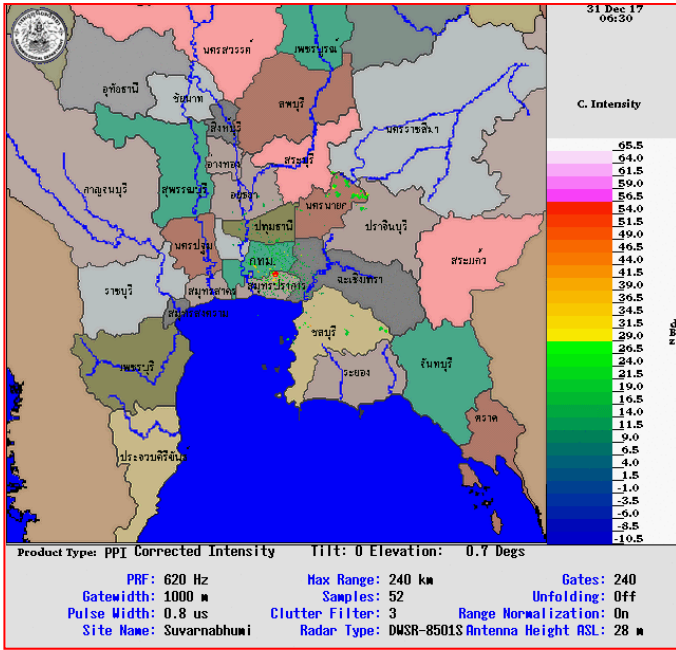 31 Dec 17
06:30
C. Intensity
นครสวรรค์
เพชรบูรณ์
อุทัยธานี
ชัยนาท
ลพบุรี
สิงห์บุรี
นครราชสีมา
อ่างทอง
สระบุรี
กาญจนบุรี
สุพรรณบุรี
อยุธยา
นครนายก
ปทุมธานี
ปราจีนบุรี
นครปฐม
กทม.
สระแก้ว
ราชบุรี
สมุทรสาคร
สมุทรปราการ
ฉะเชิงเทรา
สมุทรสงคราม
ชลบุรี
เพชรบุรี
ระยอง
จันทบุรี
ตราด
ประจวบคีรีขันธ์
65.5
64.0
61.5
59.0
56.5
54.0
51.5
49.0
46.5
44.0
41.5
39.0
36.5
34.0
31.5
29.0
26.5
24.0
21.5
19.0
16.5
14.0
11.5
9.0
6.5
4.0
1.5
-1.0
-3.5
-6.0
-8.5
-10.5
Product Type: PPI Corrected Intensity Tilt: 0 Elevation: 0.7 Degs
PRF: 620 Hz Max Range: 240 km Gates: 240
Gatewidth: 1000 m Samples: 52 Unfolding: Off
Pulse Width: 0.8 us Clutter Filter: 3 Range Normalization: On
Site Name: Suvarnabhumi Radar Type: DWSR-8501S Antenna Height ASL: 28 m